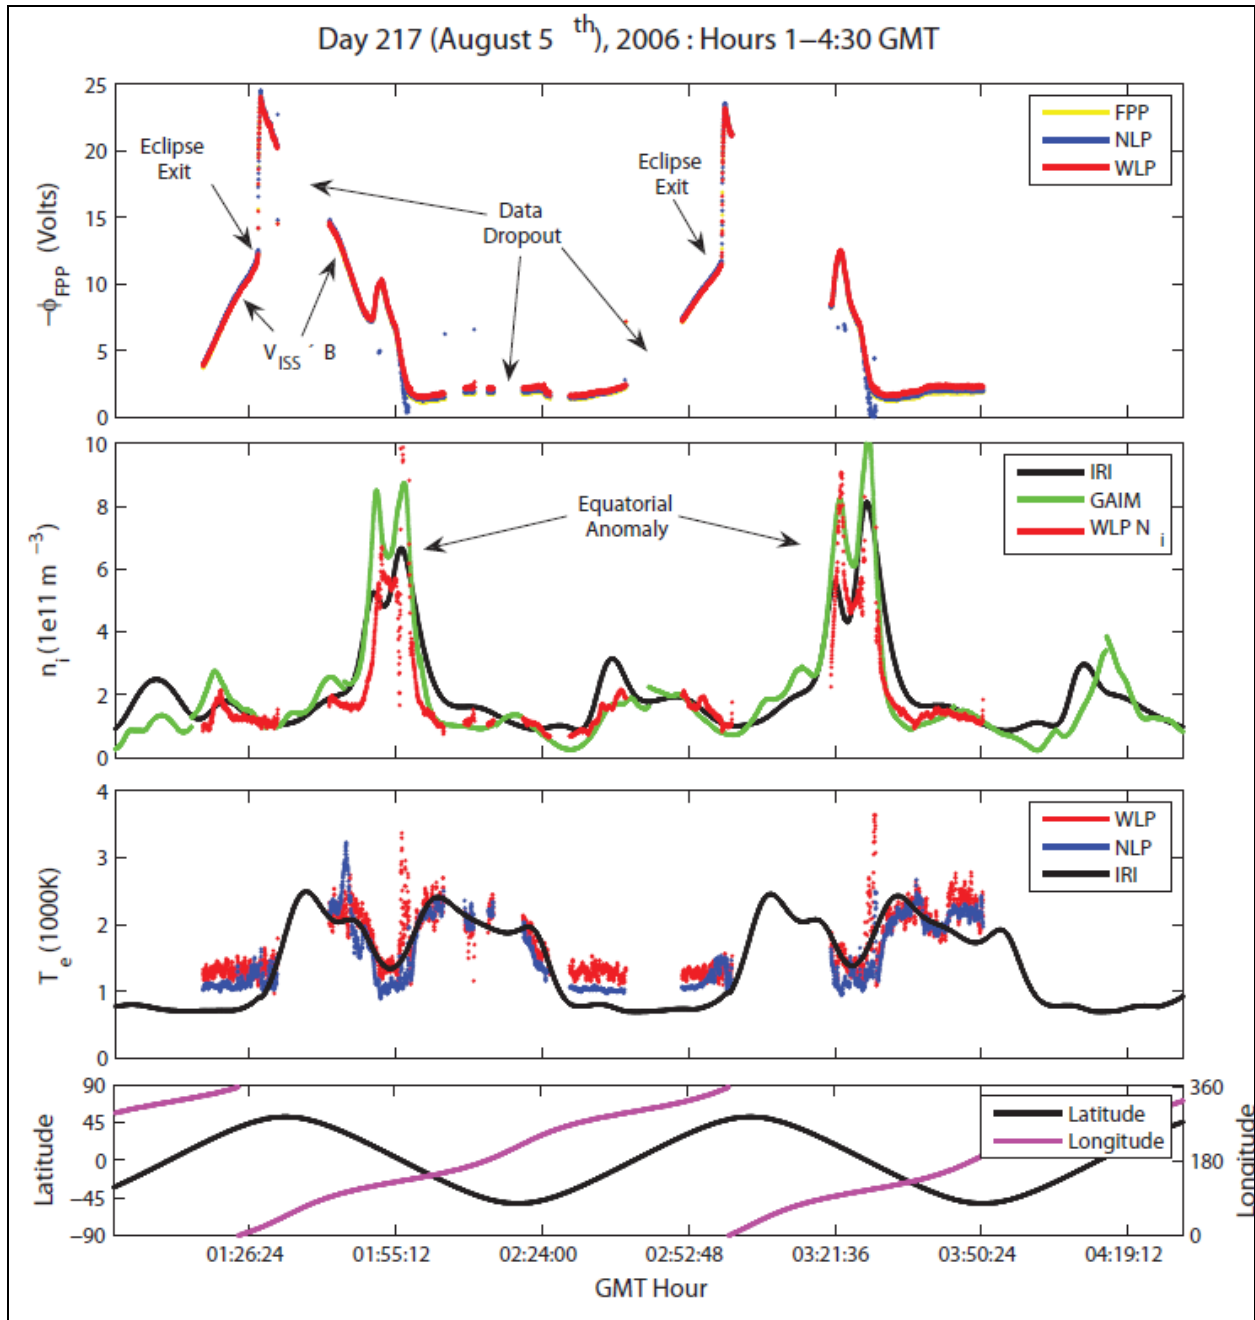 Day 217 (August 5 th), 2006 : Hours 1–4:30 GMT
25
20
15
10
5
0
−ϕFPP (Volts)
FPP
NLP
WLP
Eclipse
Exit
Eclipse
Exit
Data
Dropout
VISS ´ B
10
8
6
4
2
0
ni (1e11 m −3)
IRI
GAIM
WLP N i
Equatorial
Anomaly
4
3
2
1
0
Te (1000K)
WLP
NLP
IRI
90
45
0
−45
−90
Latitude
Latitude
Longitude
360
180
0
Longitude
01:26:24 01:55:12 02:24:00 02:52:48 03:21:36 03:50:24 04:19:12
GMT Hour